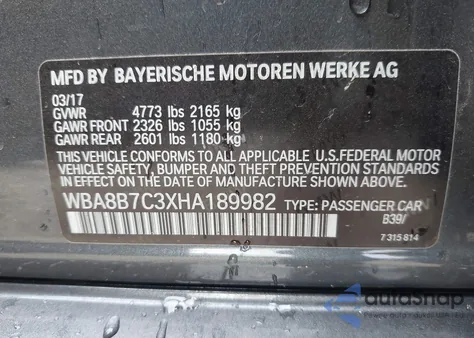 MFD BY BAYERISCHE MOTOREN WERKE AG
03/17
GVWR 4773 lbs 2165 kg
GAWR FRONT 2326 lbs 1055 kg
GAWR REAR 2601 lbs 1180 kg
THIS VEHICLE CONFORMS TO ALL APPLICABLE U.S.FEDERAL MOTOR
VEHICLE SAFETY, BUMPER AND THEFT PREVENTION STANDARDS
IN EFFECT ON THE DATE OF MANUFACTURE SHOWN ABOVE.
WBA8B7C3XHA189982 TYPE: PASSENGER CAR
B39/
7 315 814
autosnap